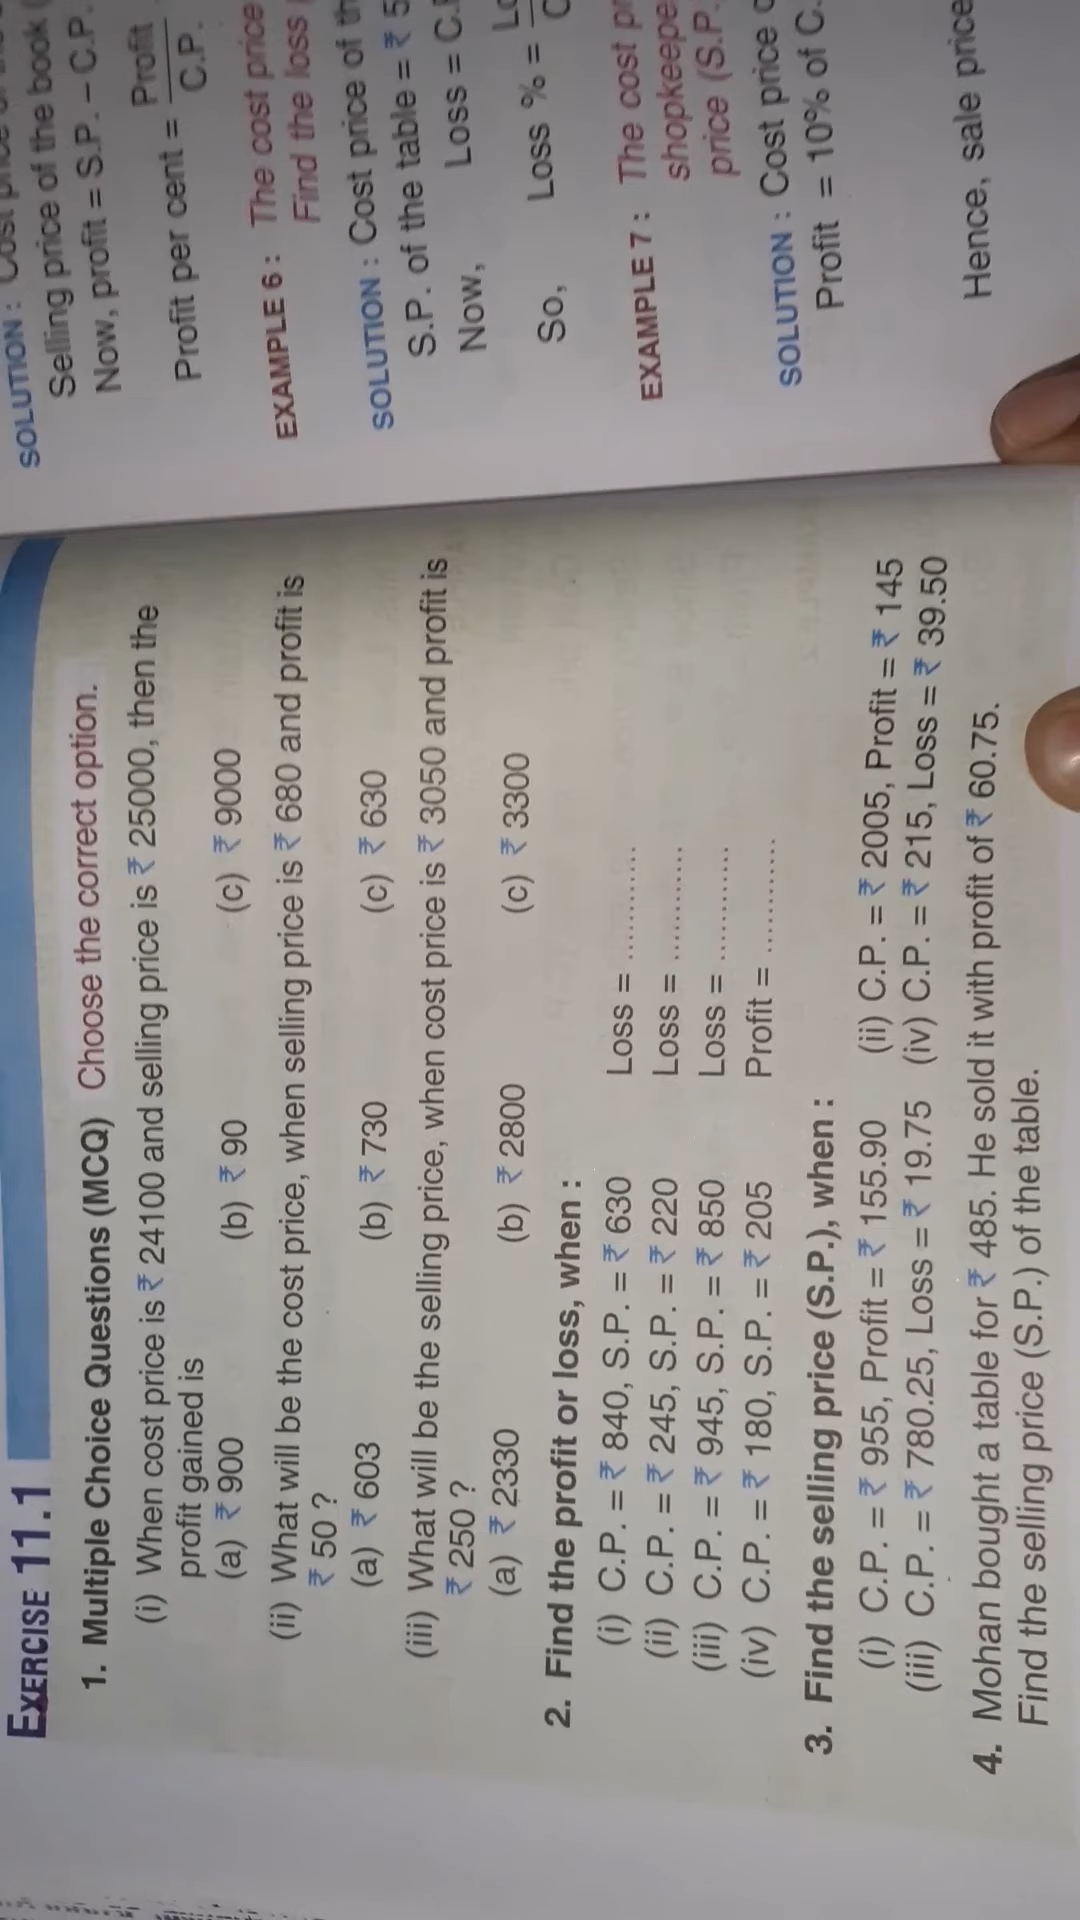 EXERCISE 11.1
1. Multiple Choice Questions (MCQ) Choose the correct option.
(i) When cost price is ₹ 24100 and selling price is ₹ 25000, then the
profit gained is
(a) ₹ 900 (b) ₹ 90 (c) ₹ 9000
(ii) What will be the cost price, when selling price is ₹ 680 and profit is
₹ 50 ?
(a) ₹ 603 (b) ₹ 730 (c) ₹ 630
(iii) What will be the selling price, when cost price is ₹ 3050 and profit is
₹ 250 ?
(a) ₹ 2330 (b) ₹ 2800 (c) ₹ 3300
2. Find the profit or loss, when :
(i) C.P. = ₹ 840, S.P. = ₹ 630 Loss = ............
(ii) C.P. = ₹ 245, S.P. = ₹ 220 Loss = ............
(iii) C.P. = ₹ 945, S.P. = ₹ 850 Loss = ............
(iv) C.P. = ₹ 180, S.P. = ₹ 205 Profit = ............
3. Find the selling price (S.P.), when :
(i) C.P. = ₹ 955, Profit = ₹ 155.90 (ii) C.P. = ₹ 2005, Profit = ₹ 145
(iii) C.P. = ₹ 780.25, Loss = ₹ 19.75 (iv) C.P. = ₹ 215, Loss = ₹ 39.50
4. Mohan bought a table for ₹ 485. He sold it with profit of ₹ 60.75.
Find the selling price (S.P.) of the table.
SOLUTION : Cost price
Selling price of the book
Now, profit = S.P. – C.P.
Profit per cent = Profit
C.P.
EXAMPLE 6 : The cost price
Find the loss
SOLUTION : Cost price of
S.P. of the table = ₹ 5
Now, Loss = C.
So, Loss % =
EXAMPLE 7 : The cost
price (S.P.
SOLUTION : Cost price
Profit = 10% of C.
Hence, sale price